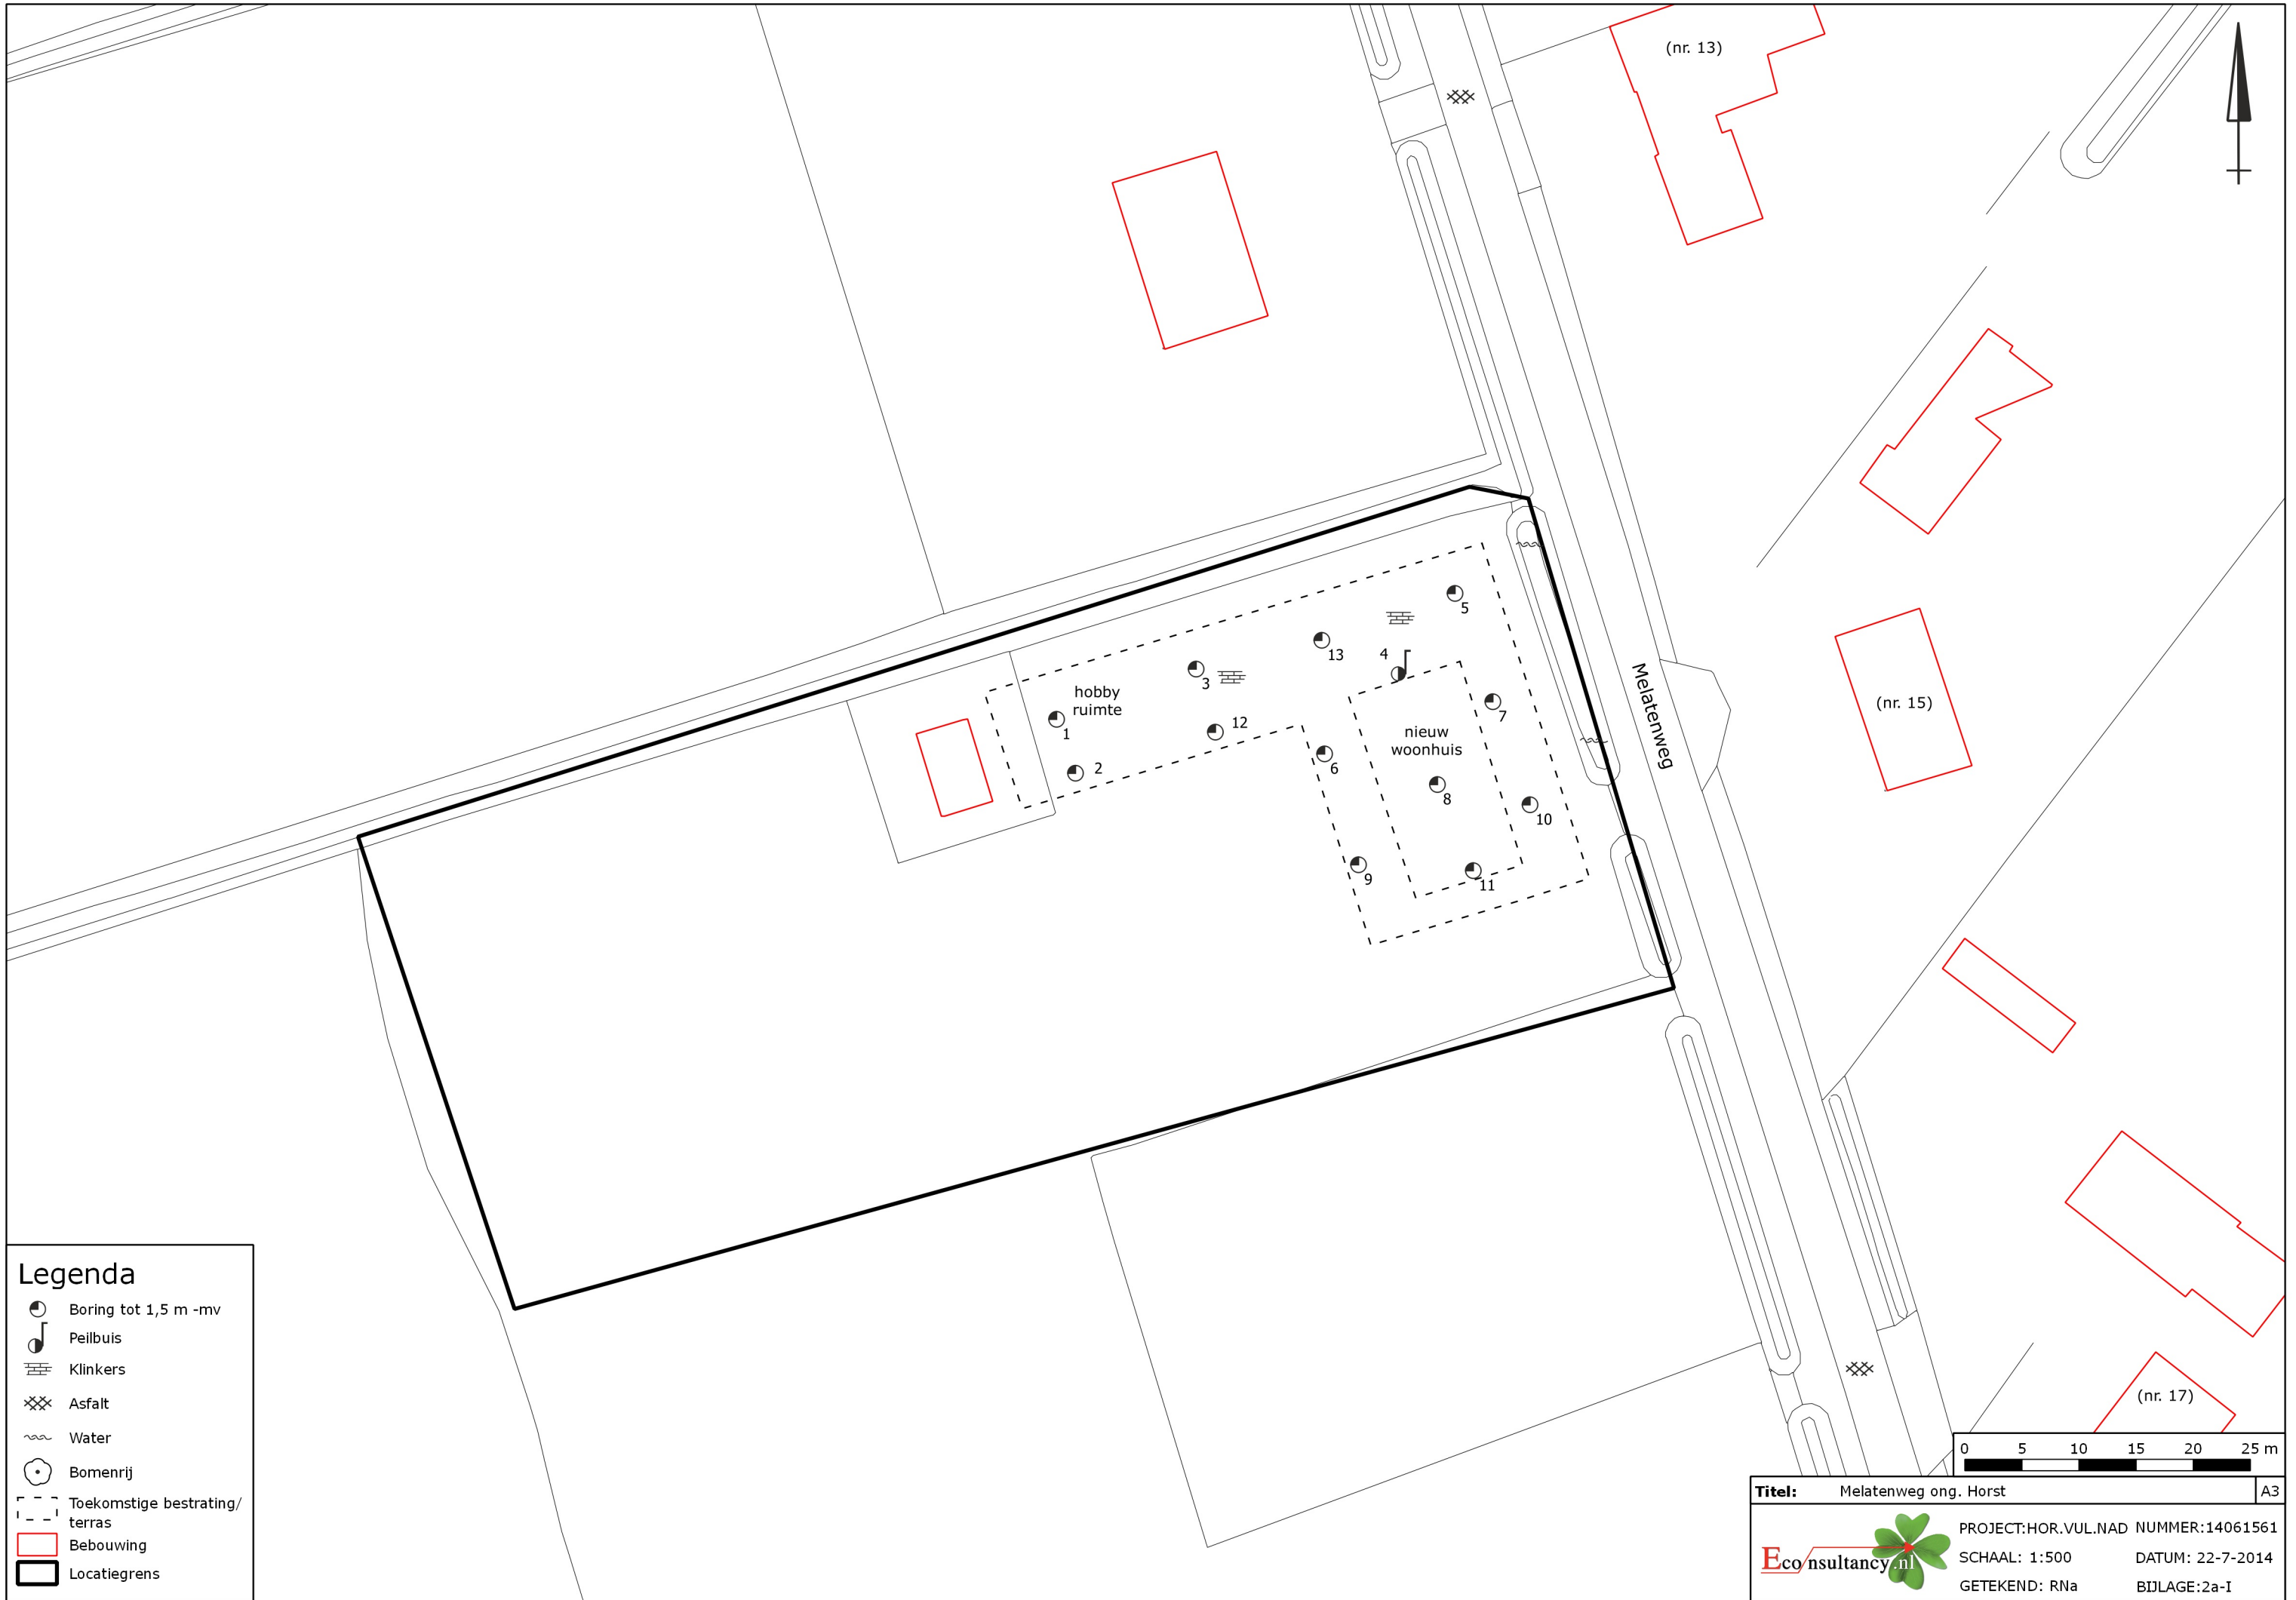 (nr. 13)
5
13
4
3
hobby
ruimte
1
12
7
(nr. 15)
Melatenweg
nieuw
woonhuis
2
6
8
10
9
11
Legenda
Boring tot 1,5 m -mv
Peilbuis
Klinkers
Asfalt
Water
Bomenrij
Toekomstige bestrating/
terras
Bebouwing
Locatiegrens
(nr. 17)
0 5 10 15 20 25 m
Titel: Melatenweg ong. Horst A3
Econsultancy.nl
PROJECT:HOR.VUL.NAD NUMMER:14061561
SCHAAL: 1:500 DATUM: 22-7-2014
GETEKEND: RNa BIJLAGE:2a-I